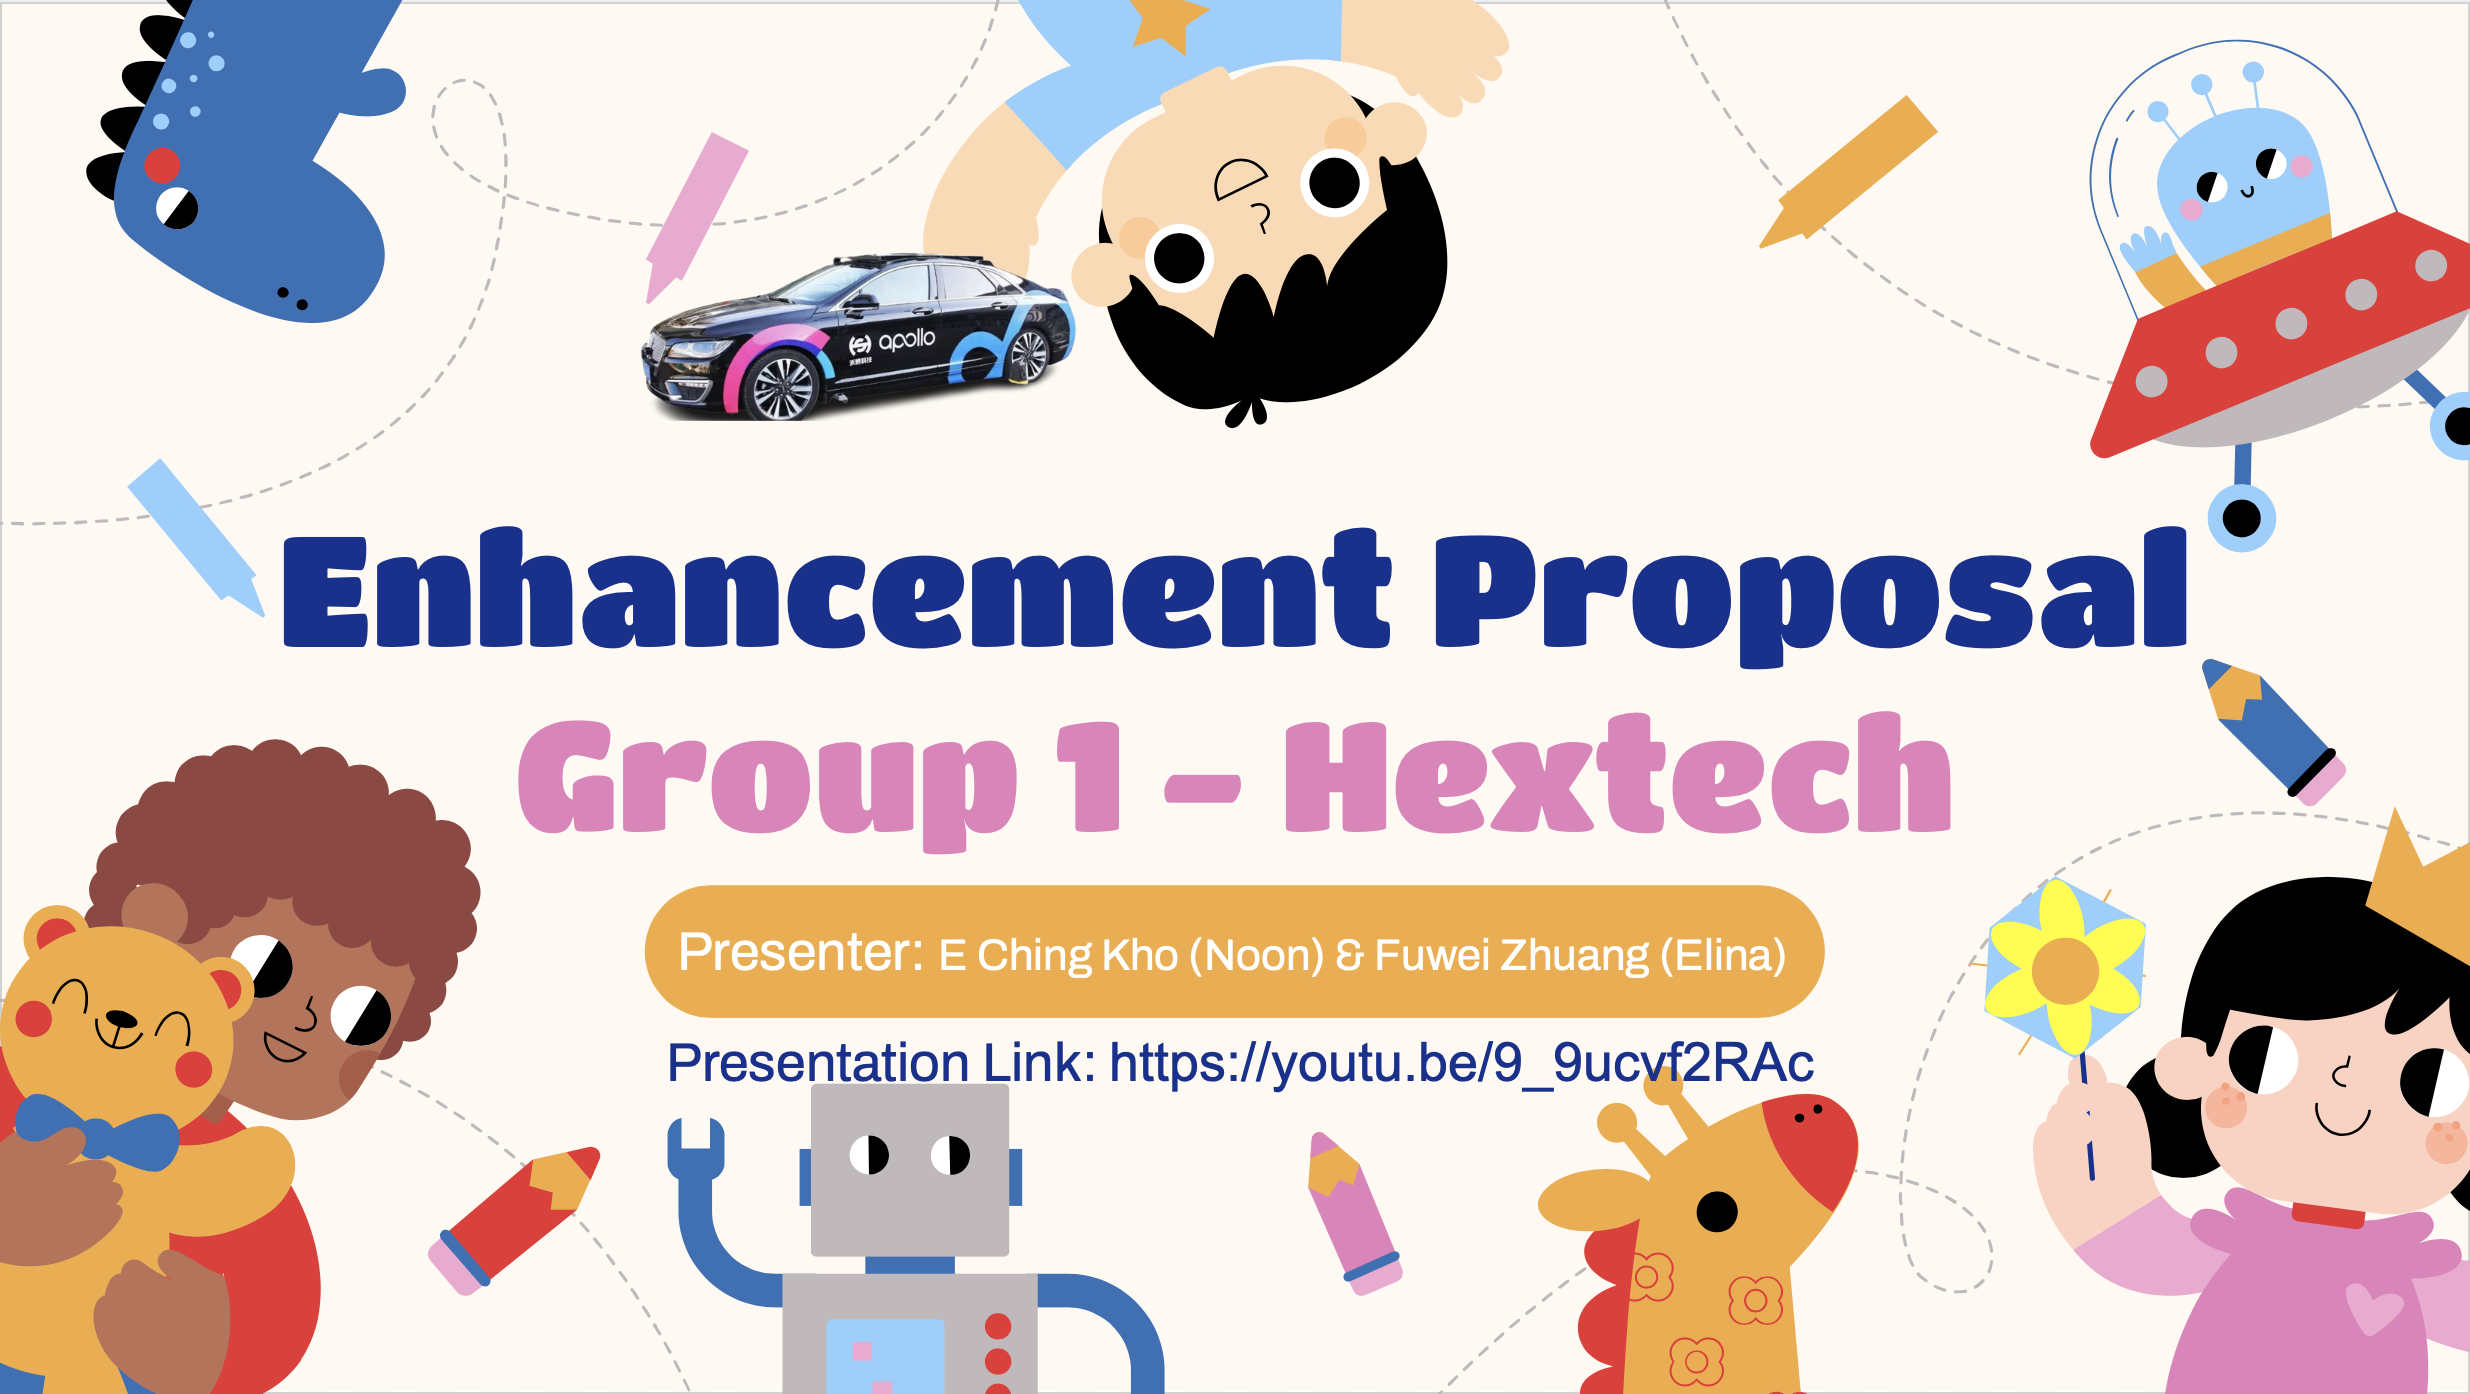 apollo
Enhancement Proposal
Group 1 – Hextech
Presenter: E Ching Kho (Noon) & Fuwei Zhuang (Elina)
Presentation Link: https://youtu.be/9_9ucvf2RAc